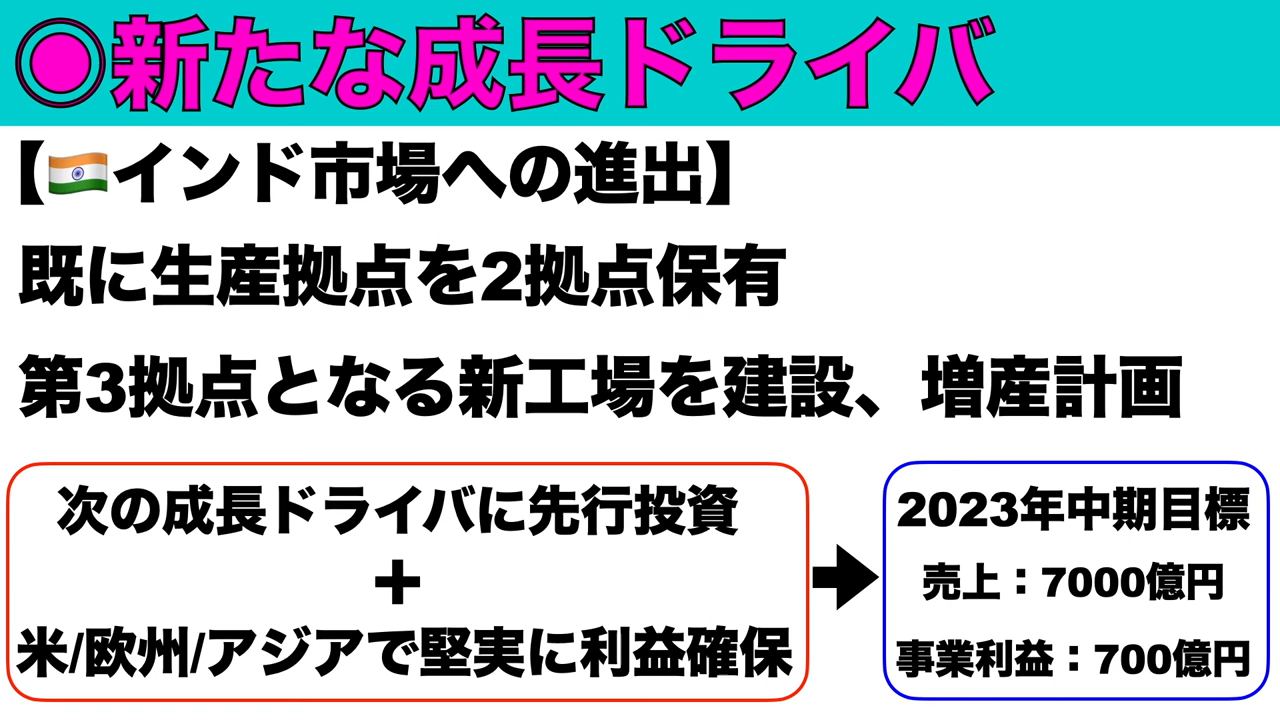 ◉新たな成長ドライバ
【🇮🇳インド市場への進出】
既に生産拠点を2拠点保有
第3拠点となる新工場を建設、増産計画
次の成長ドライバに先行投資
＋
米/欧州/アジアで堅実に利益確保
2023年中期目標
売上：7000億円
事業利益：700億円